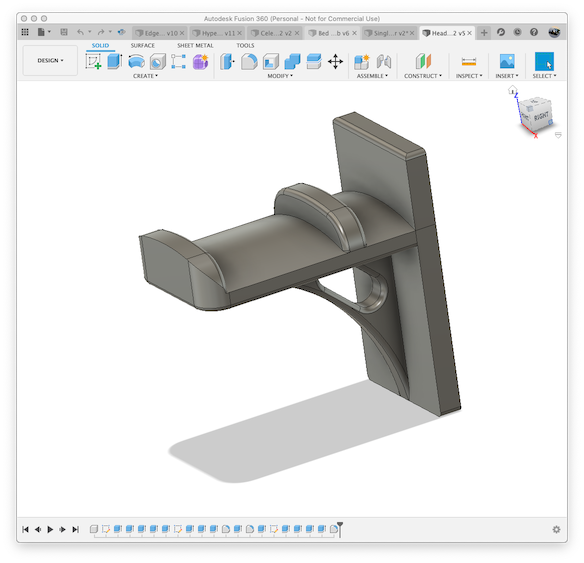 Autodesk Fusion 360 (Personal - Not for Commercial Use)
Edge... v10
Hype... v11
Cele...2 v2
Bed ...b v6
Singl...r v2*
Head...2 v5
SOLID SURFACE SHEET METAL TOOLS
DESIGN
CREATE MODIFY ASSEMBLE CONSTRUCT INSPECT INSERT SELECT
Z
RIGHT
X